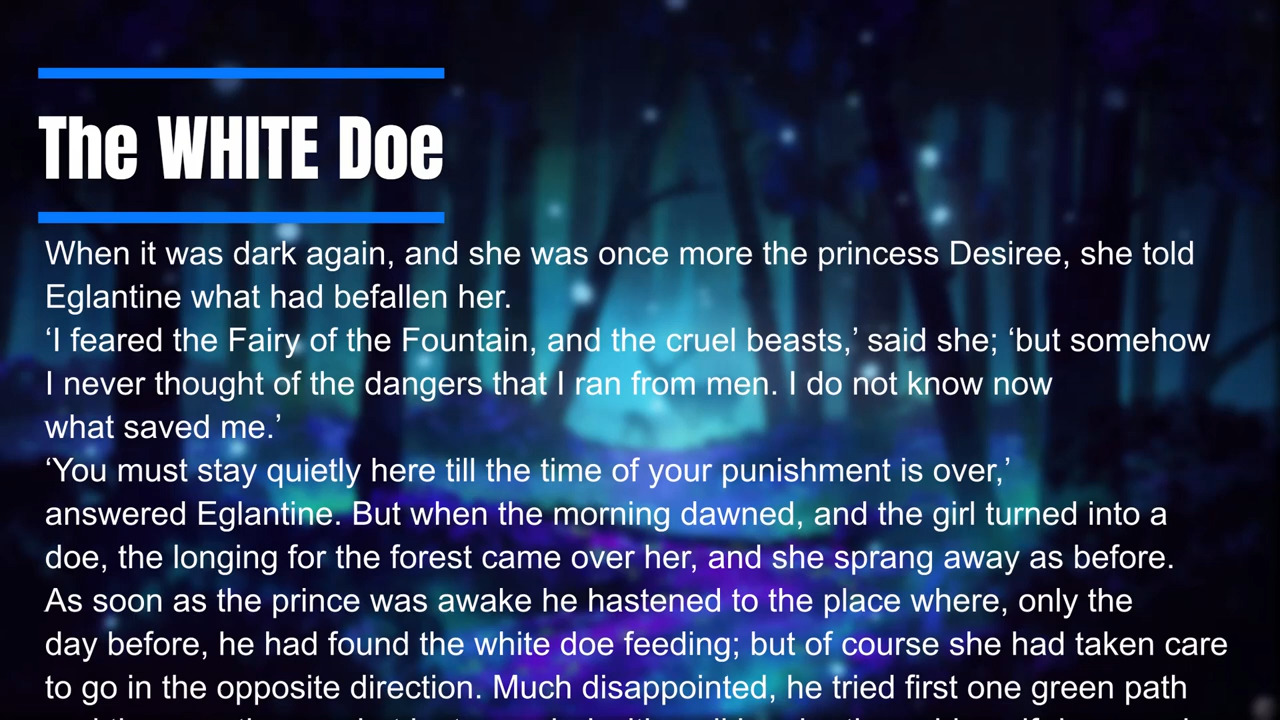 The WHITE Doe
When it was dark again, and she was once more the princess Desiree, she told
Eglantine what had befallen her.
‘I feared the Fairy of the Fountain, and the cruel beasts,’ said she; ‘but somehow
I never thought of the dangers that I ran from men. I do not know now
what saved me.’
‘You must stay quietly here till the time of your punishment is over,’
answered Eglantine. But when the morning dawned, and the girl turned into a
doe, the longing for the forest came over her, and she sprang away as before.
As soon as the prince was awake he hastened to the place where, only the
day before, he had found the white doe feeding; but of course she had taken care
to go in the opposite direction. Much disappointed, he tried first one green path